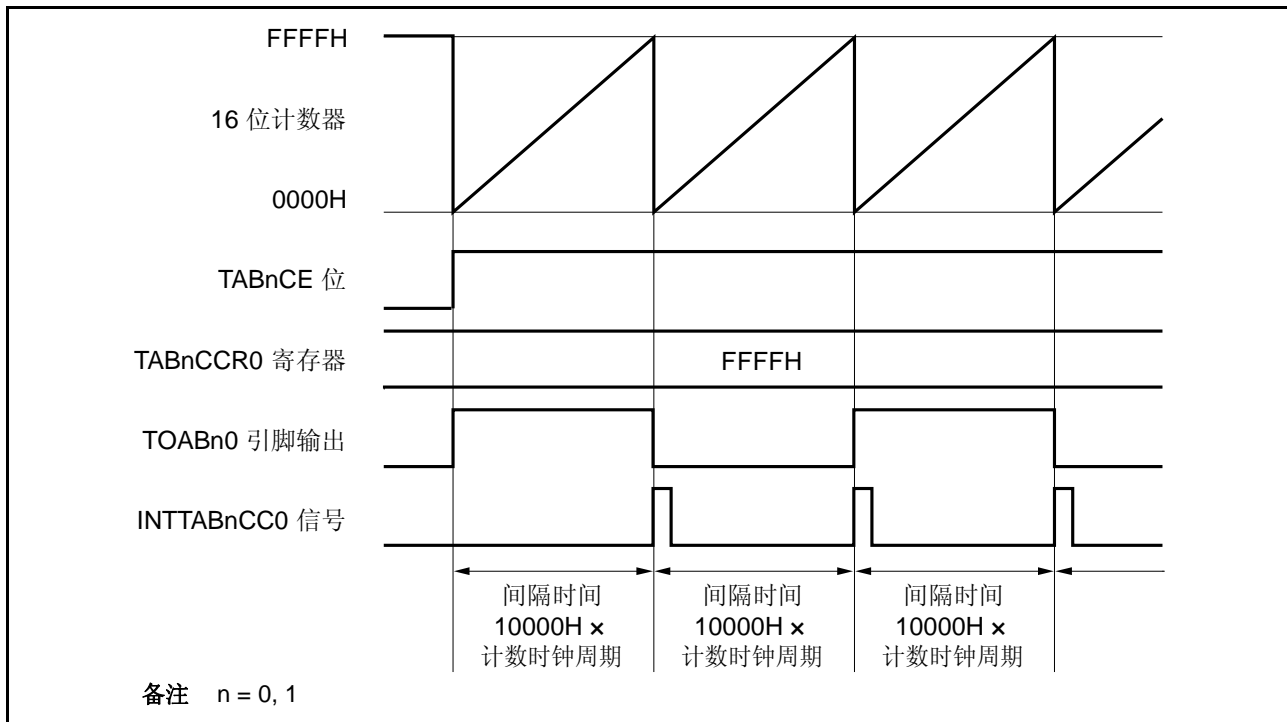 FFFFH
16 位计数器
0000H
TABnCE 位
TABnCCR0 寄存器
FFFFH
TOABn0 引脚输出
INTTABnCC0 信号
间隔时间
10000H ×
计数时钟周期
间隔时间
10000H ×
计数时钟周期
间隔时间
10000H ×
计数时钟周期
备注 n = 0, 1